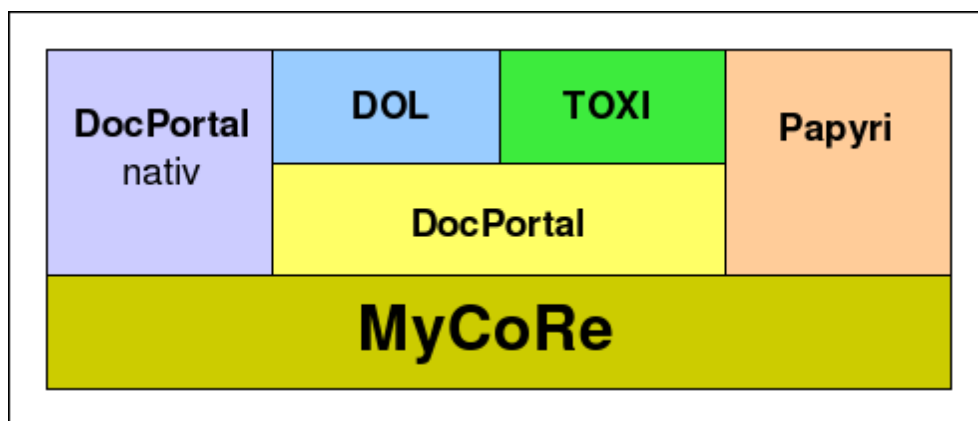 DocPortal
nativ
DOL
TOXI
Papyri
DocPortal
MyCoRe